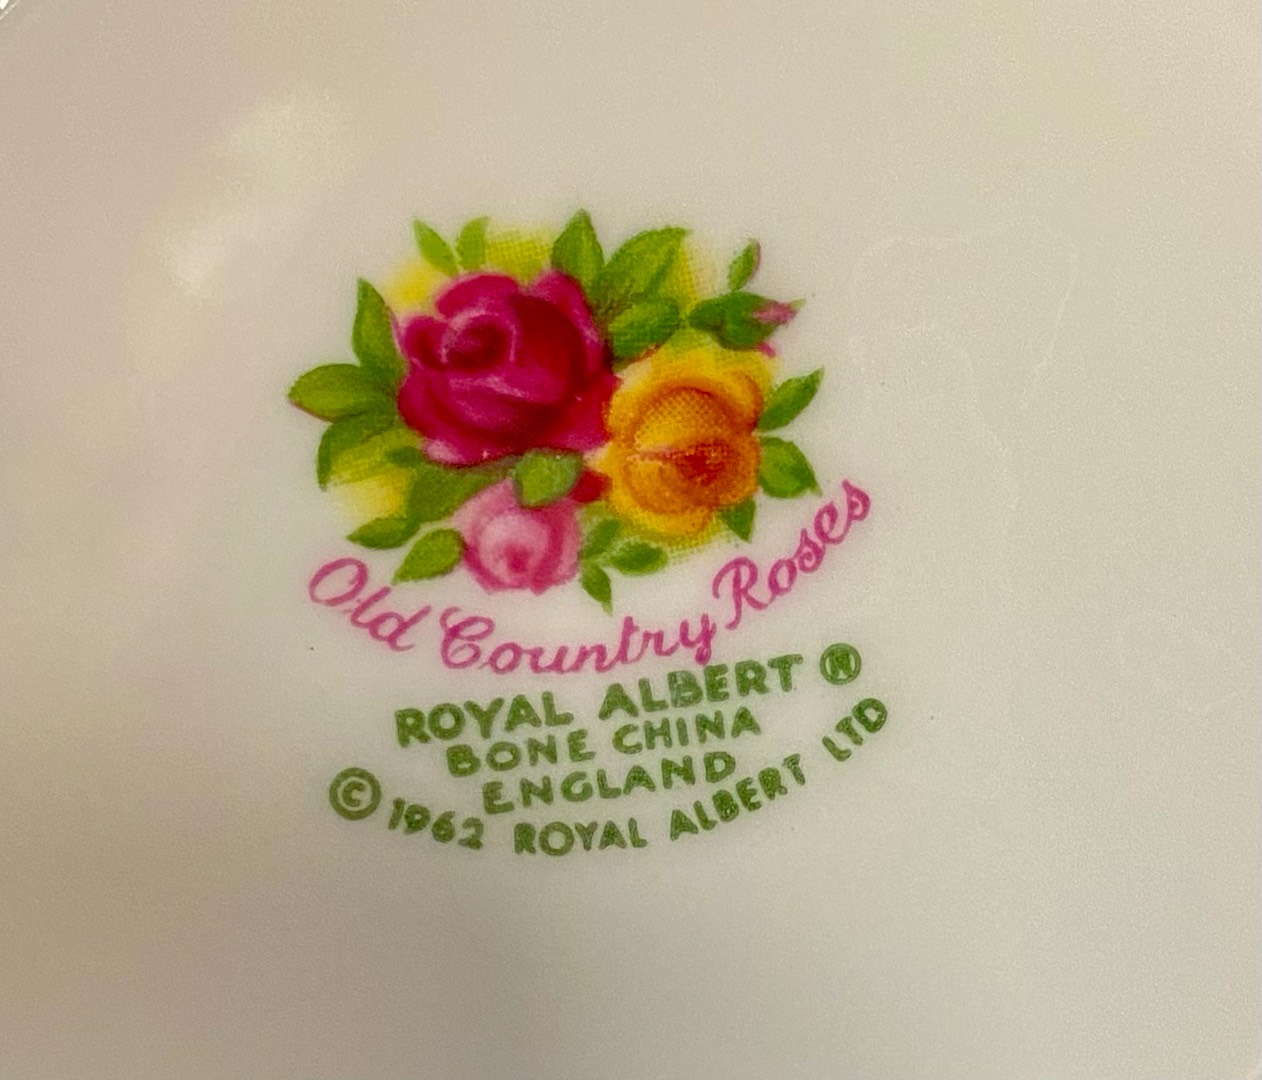 Old Country Roses
ROYAL ALBERT ®
BONE CHINA
ENGLAND
© 1962 ROYAL ALBERT LTD